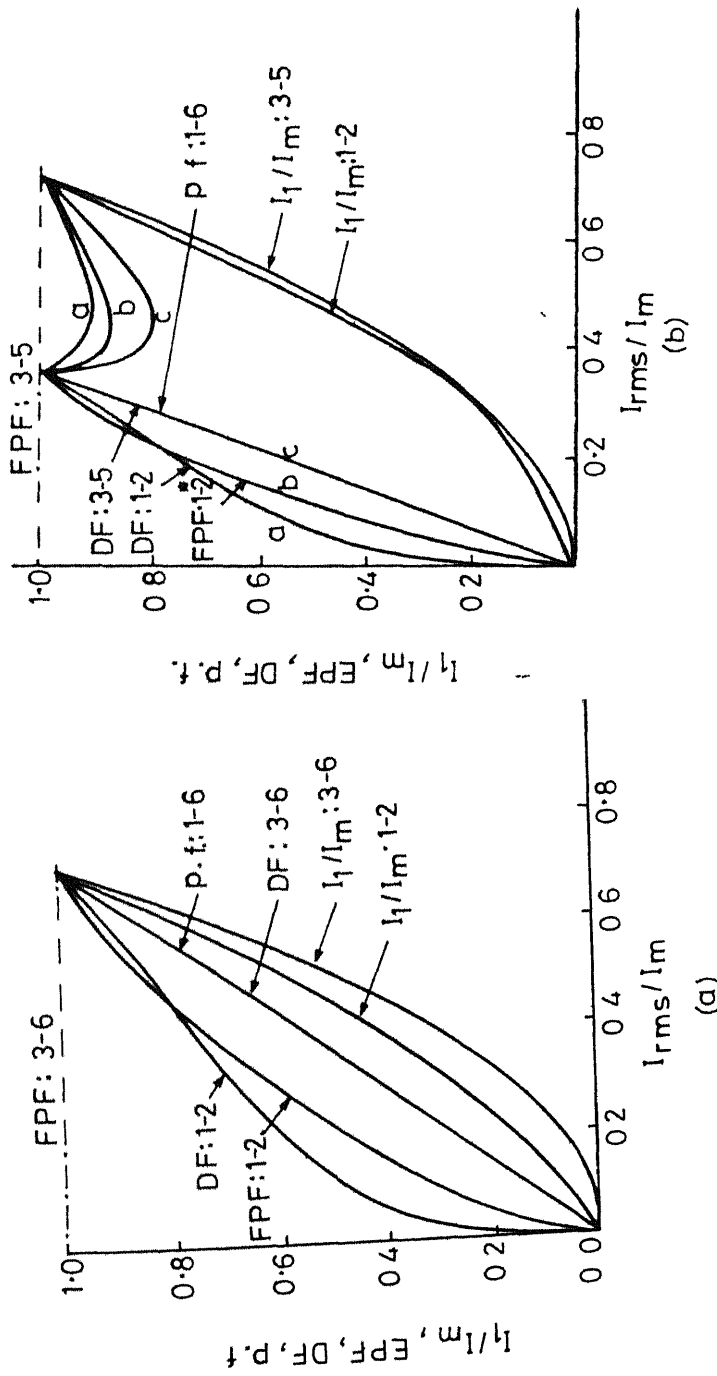 I1/Im, EPF, DF, p.f
1.0
0.8
0.6
0.4
0.2
0 0
FPF: 3-6
DF:1-2
FPF:1-2
p.f.:1-6
DF: 3-6
I1/Im:3-6
I1/Im.1-2
0 2
0 4
0.6
0.8
Irms/Im
(a)
I1/Im, EPF, DF, p.f.
1.0
0 8
0 6
0.4
0.2
FPF: 3-5
DF:3-5
DF:1-2
*
FPF:1-2
a
b
c
a
b
c
p f:1-6
I1/Im:3-5
I1/Im:1-2
0.2
0 4
0 6
0 8
Irms/Im
(b)